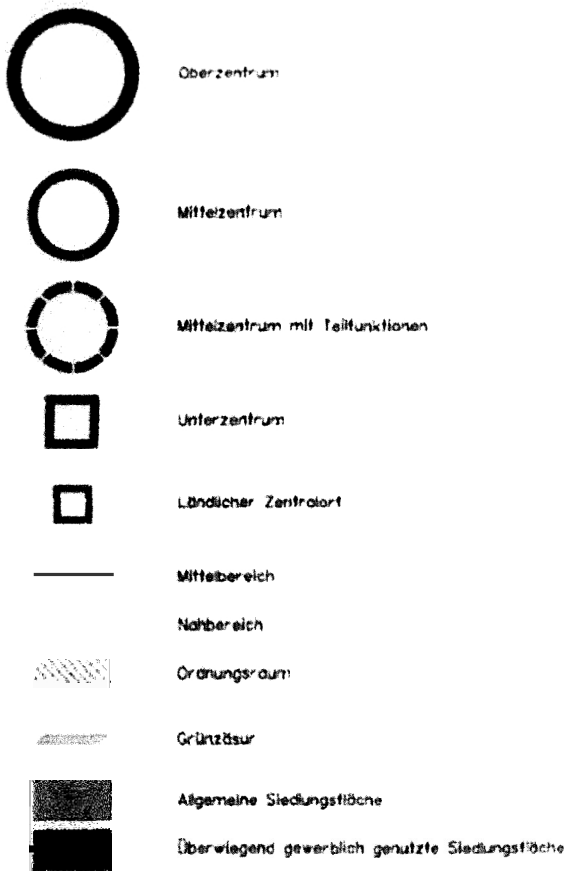 Oberzentrum
Mittelzentrum
Mittelzentrum mit Teilfunktionen
Unterzentrum
Ländlicher Zentralort
Mittelbereich
Nahbereich
Ordnungsraum
Grünzäsur
Allgemeine Siedlungsfläche
Überwiegend gewerblich genutzte Siedlungsfläche